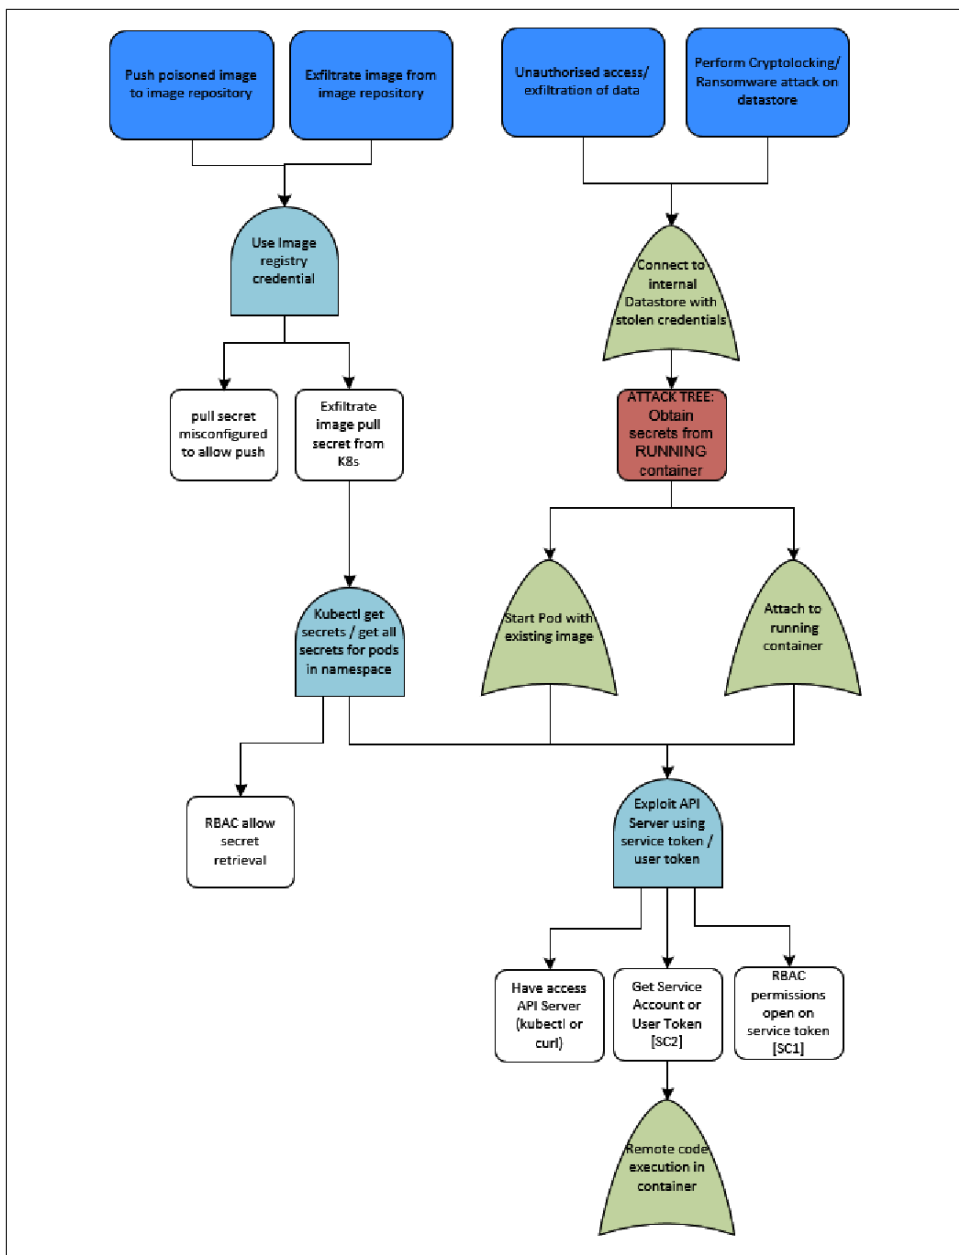 Push poisoned image
to image repository
Exfiltrate image from
image repository
Unauthorised access/
exfiltration of data
Perform Cryptolocking/
Ransomware attack on
datastore
Use Image
registry
credential
Connect to
internal
Datastore with
stolen credentials
pull secret
misconfigured
to allow push
Exfiltrate
image pull
secret from
K8s
ATTACK TREE:
Obtain
secrets from
RUNNING
container
Kubectl get
secrets / get all
secrets for pods
in namespace
Start Pod with
existing image
Attach to
running
container
RBAC allow
secret
retrieval
Exploit API
Server using
service token /
user token
Have access
API Server
(kubectl or
curl)
Get Service
Account or
User Token
[SC2]
RBAC
permissions
open on
service token
[SC1]
Remote code
execution in
container